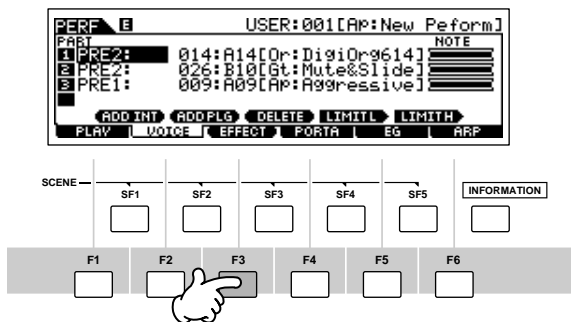 PERF E USER:001[AP:New Peform]
PART NOTE
1 PRE2: 014:A14[Or:DigiOrg614]
2 PRE2: 026:B10[Gt:Mute&Slide]
3 PRE1: 009:A09[AP:Aggressive]
4
ADD INT ADD PLG DELETE LIMITL LIMITH
PLAY VOICE EFFECT PORTA EG ARP
SCENE SF1 SF2 SF3 SF4 SF5 INFORMATION
F1 F2 F3 F4 F5 F6